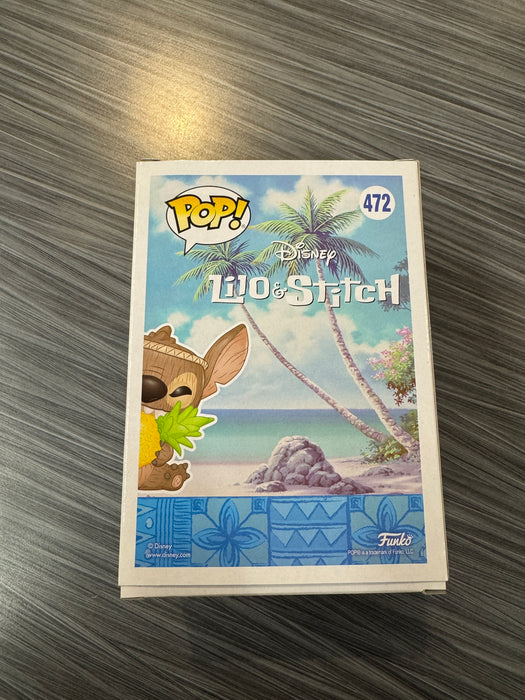 POP!
472
Disney
Lilo & Stitch
© Disney
www.disney.com
Funko
POP!® is a trademark of Funko, LLC